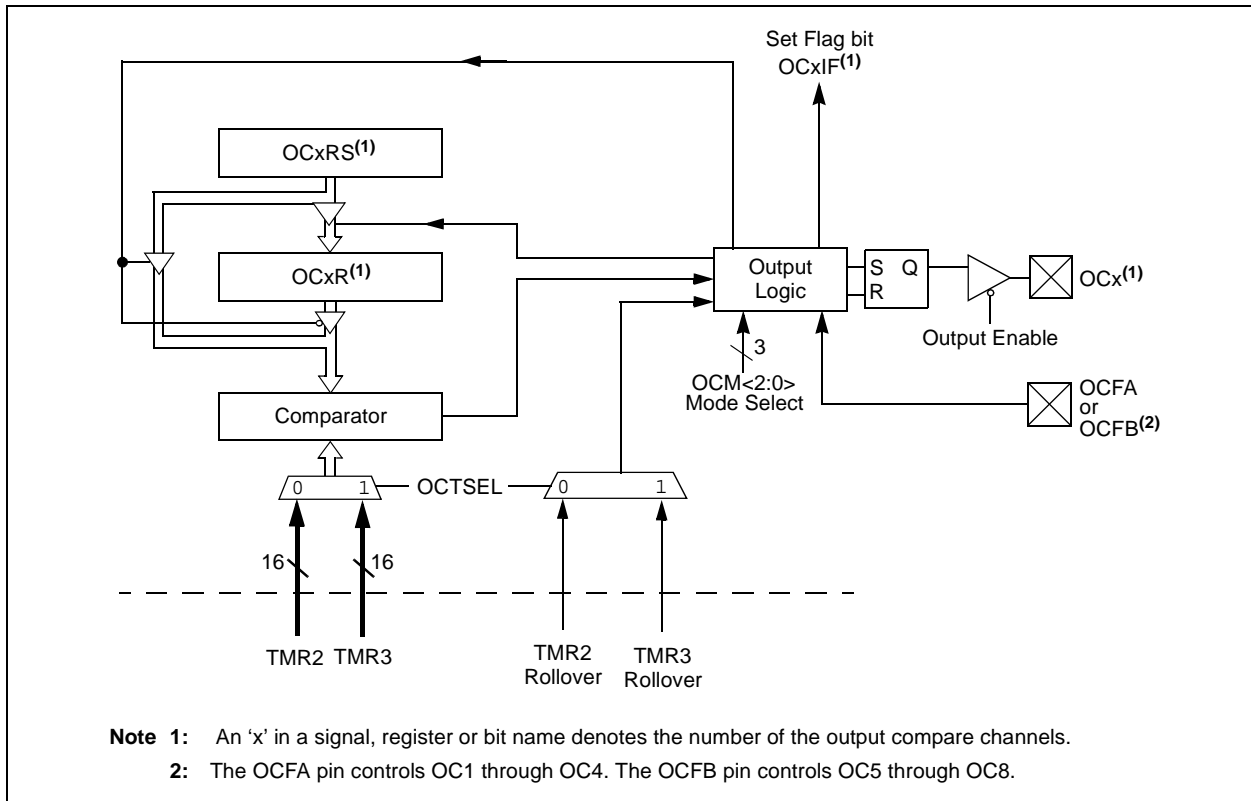 Set Flag bit
OCxIF(1)
OCxRS(1)
OCxR(1)
Output
Logic
S Q
R
OCx(1)
Output Enable
3
OCM<2:0>
Mode Select
OCFA
or
OCFB(2)
Comparator
0 1
OCTSEL
0 1
16
16
TMR2 TMR3
TMR2
Rollover
TMR3
Rollover
Note 1: An ‘x’ in a signal, register or bit name denotes the number of the output compare channels.
2: The OCFA pin controls OC1 through OC4. The OCFB pin controls OC5 through OC8.